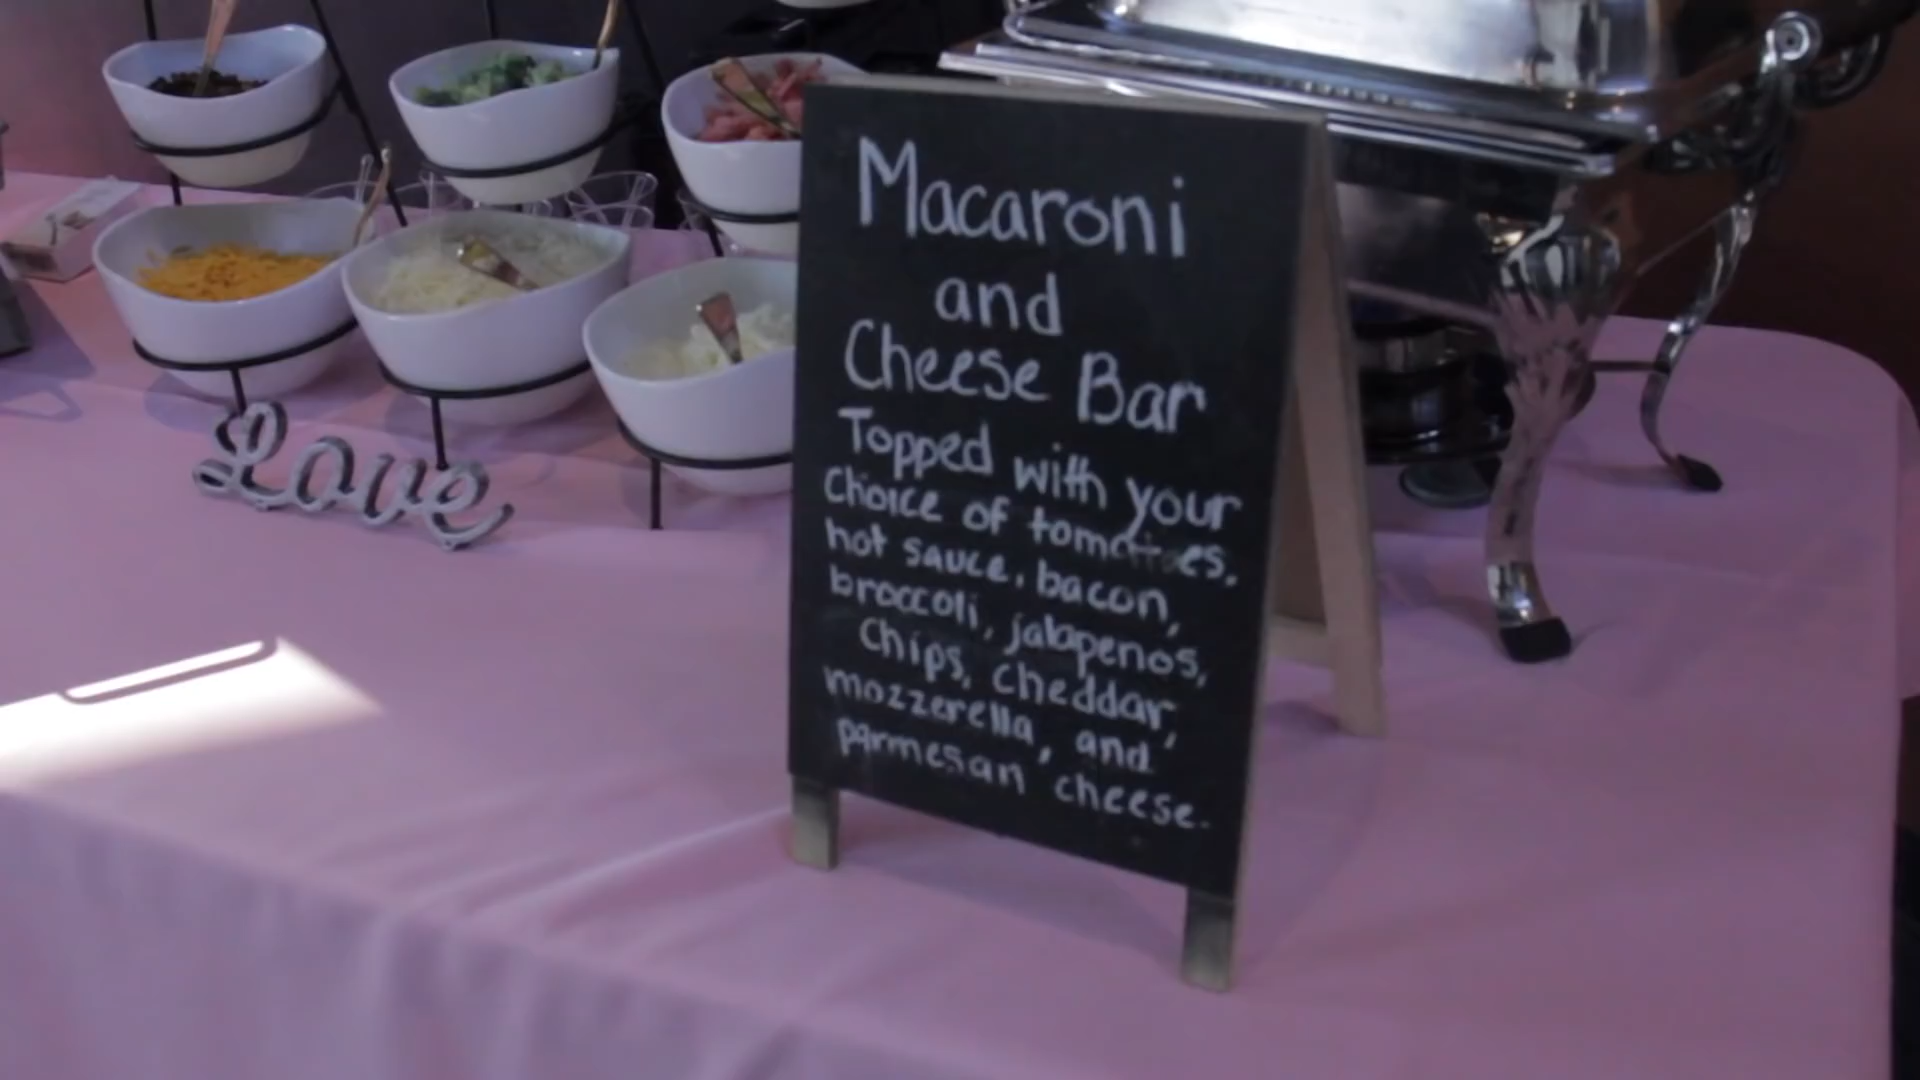 Love
Macaroni
and
Cheese Bar
Topped with your
choice of tomatoes,
hot sauce, bacon,
broccoli, jalapenos,
chips, cheddar,
mozzerella, and
parmesan cheese.